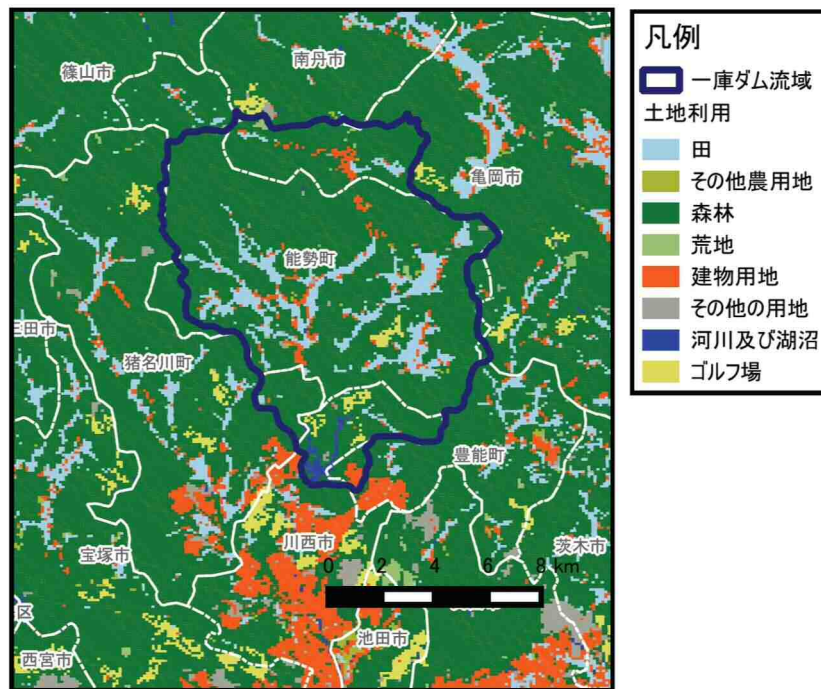 南丹市
篠山市
亀岡市
能勢町
三田市
猪名川町
豊能町
川西市
茨木市
宝塚市
0 2 4 6 8 km
区
池田市
西宮市
凡例
一庫ダム流域
土地利用
田
その他農用地
森林
荒地
建物用地
その他の用地
河川及び湖沼
ゴルフ場